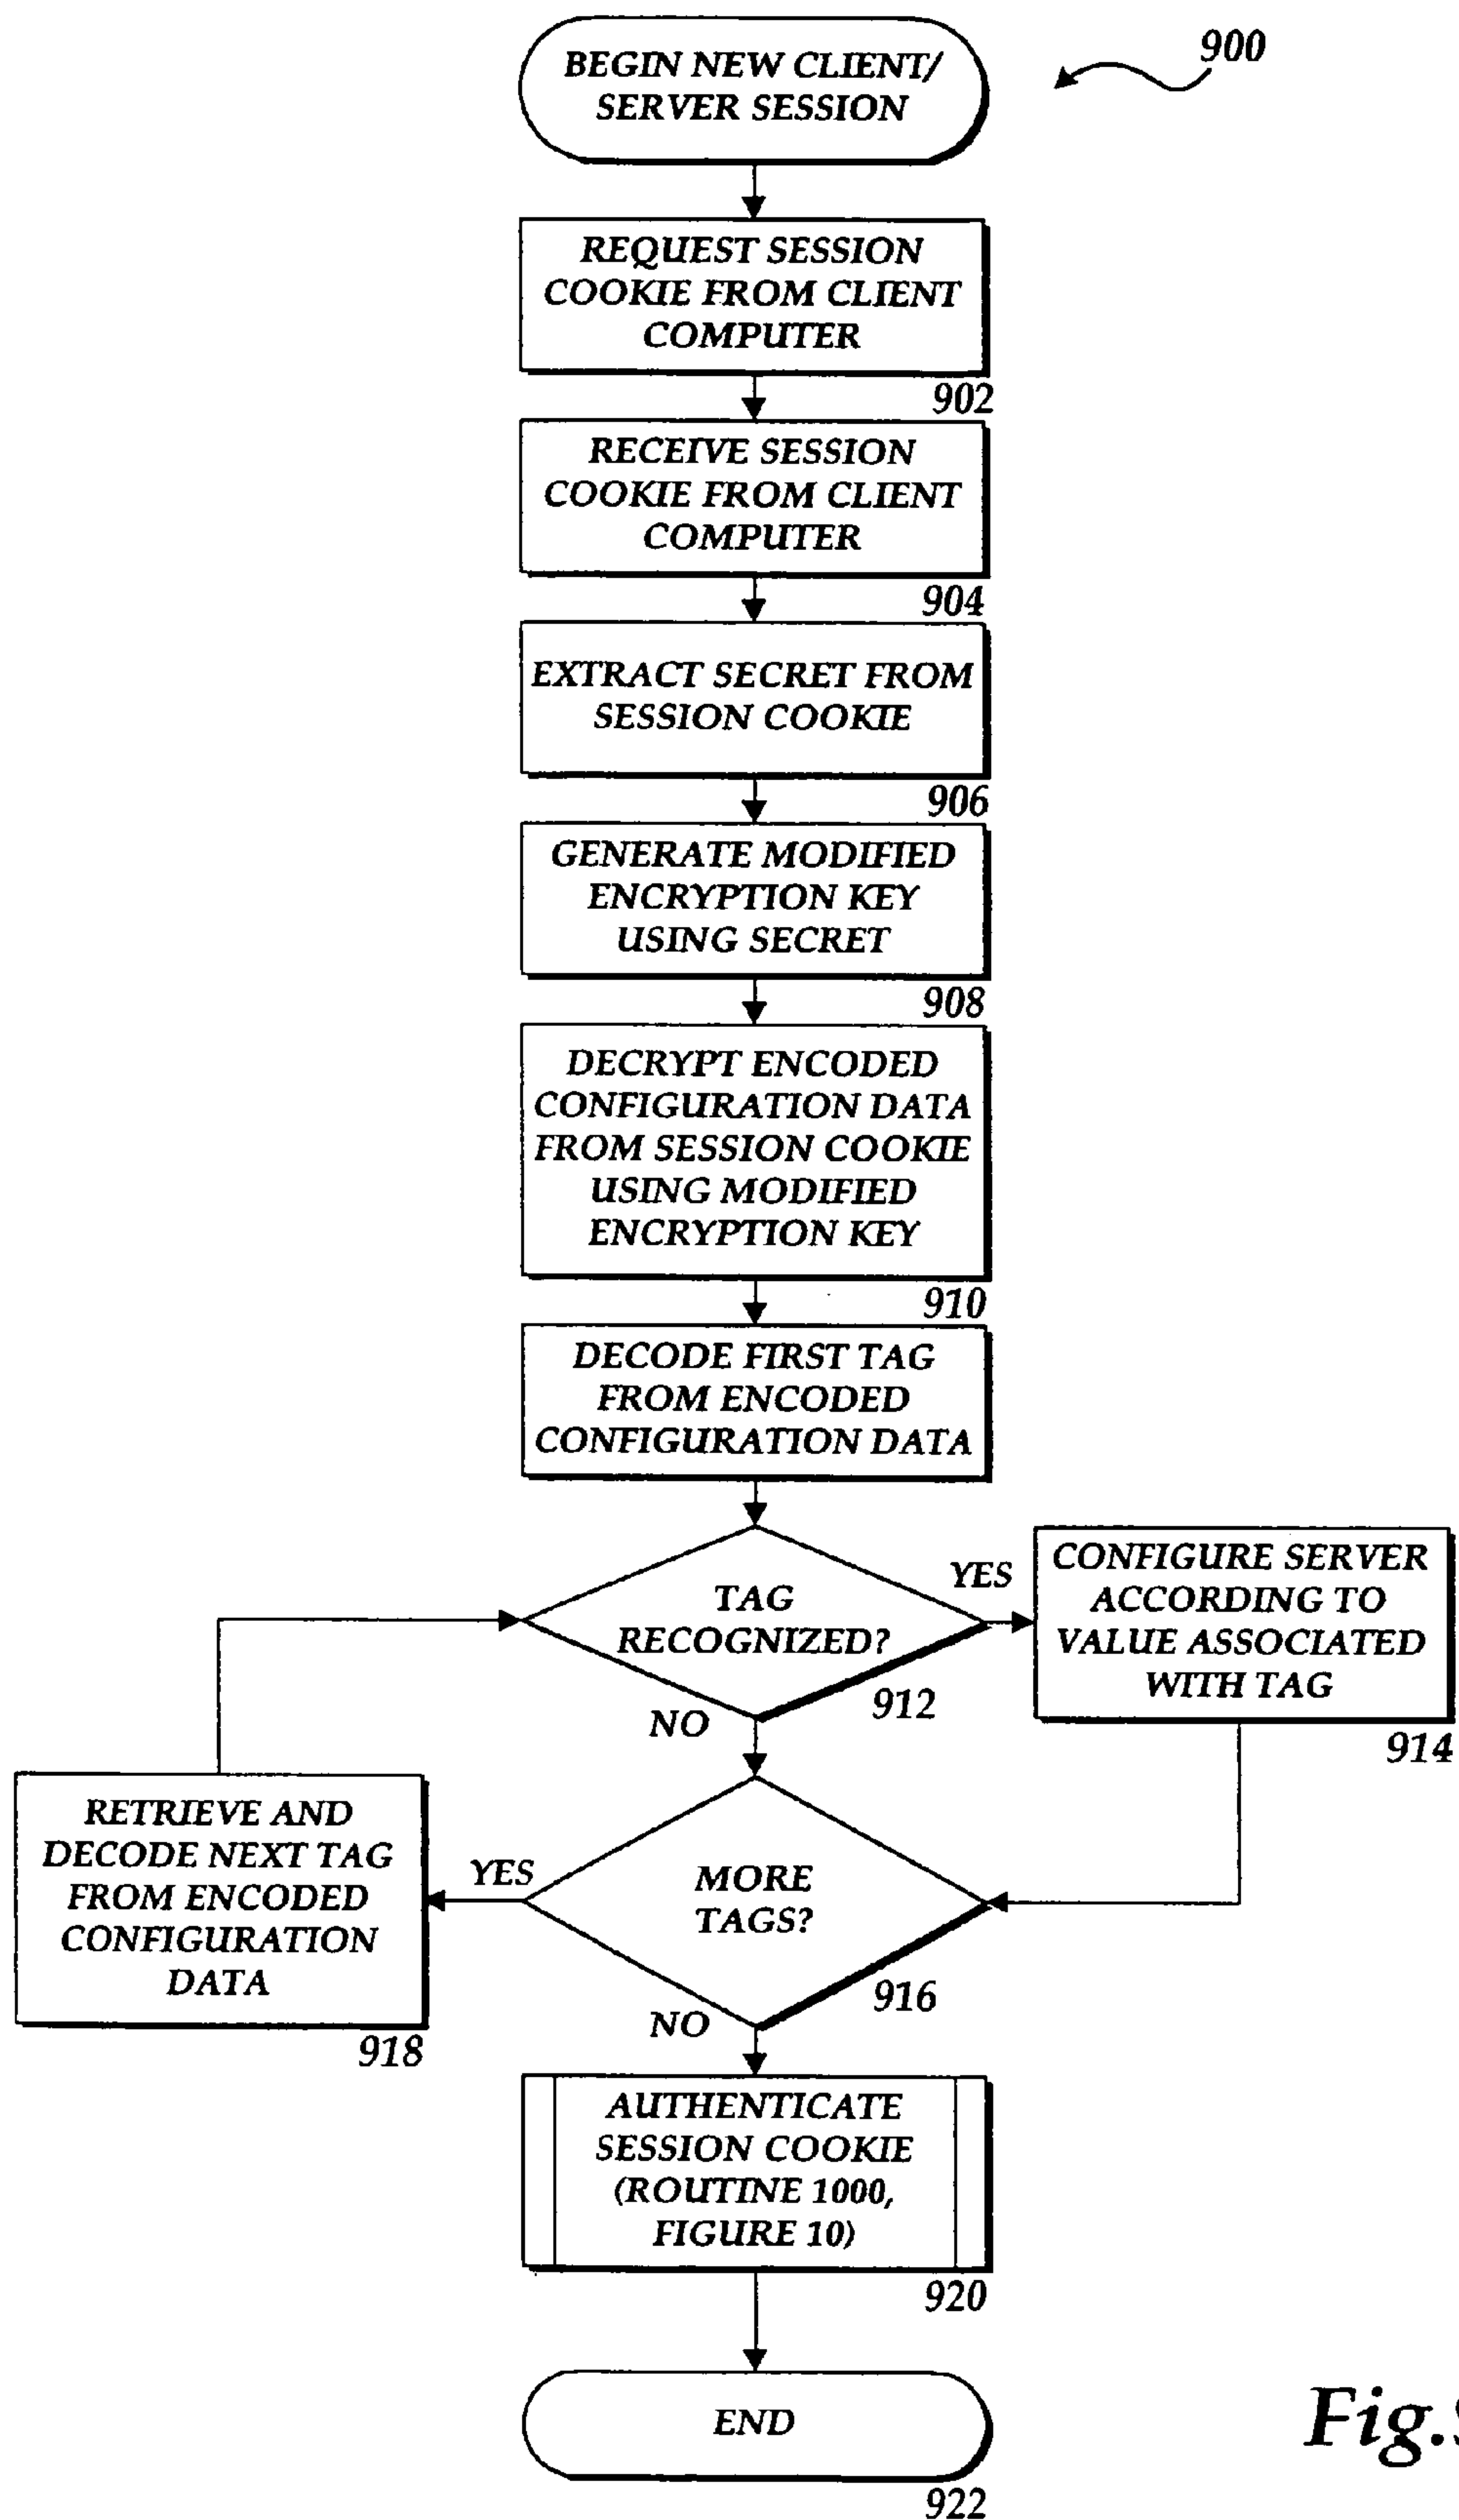 BEGIN NEW CLIENT/
SERVER SESSION
900
REQUEST SESSION
COOKIE FROM CLIENT
COMPUTER
902
RECEIVE SESSION
COOKIE FROM CLIENT
COMPUTER
904
EXTRACT SECRET FROM
SESSION COOKIE
906
GENERATE MODIFIED
ENCRYPTION KEY
USING SECRET
908
DECRYPT ENCODED
CONFIGURATION DATA
FROM SESSION COOKIE
USING MODIFIED
ENCRYPTION KEY
910
DECODE FIRST TAG
FROM ENCODED
CONFIGURATION DATA
TAG
RECOGNIZED?
912
YES
NO
CONFIGURE SERVER
ACCORDING TO
VALUE ASSOCIATED
WITH TAG
914
RETRIEVE AND
DECODE NEXT TAG
FROM ENCODED
CONFIGURATION
DATA
918
YES
MORE
TAGS?
916
NO
AUTHENTICATE
SESSION COOKIE
(ROUTINE 1000,
FIGURE 10)
920
END
922
Fig.